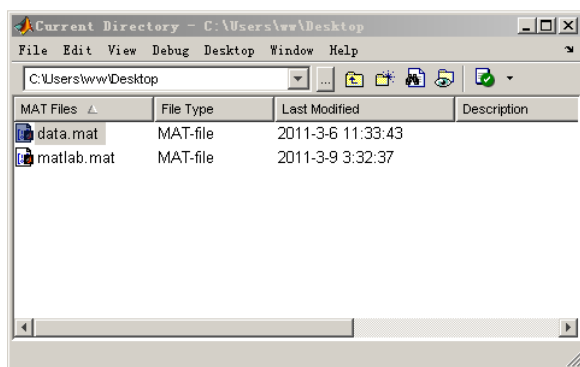 Current Directory - C:\Users\ww\Desktop
File Edit View Debug Desktop Window Help
C:\Users\ww\Desktop ...
MAT Files File Type Last Modified Description
data.mat MAT-file 2011-3-6 11:33:43
matlab.mat MAT-file 2011-3-9 3:32:37